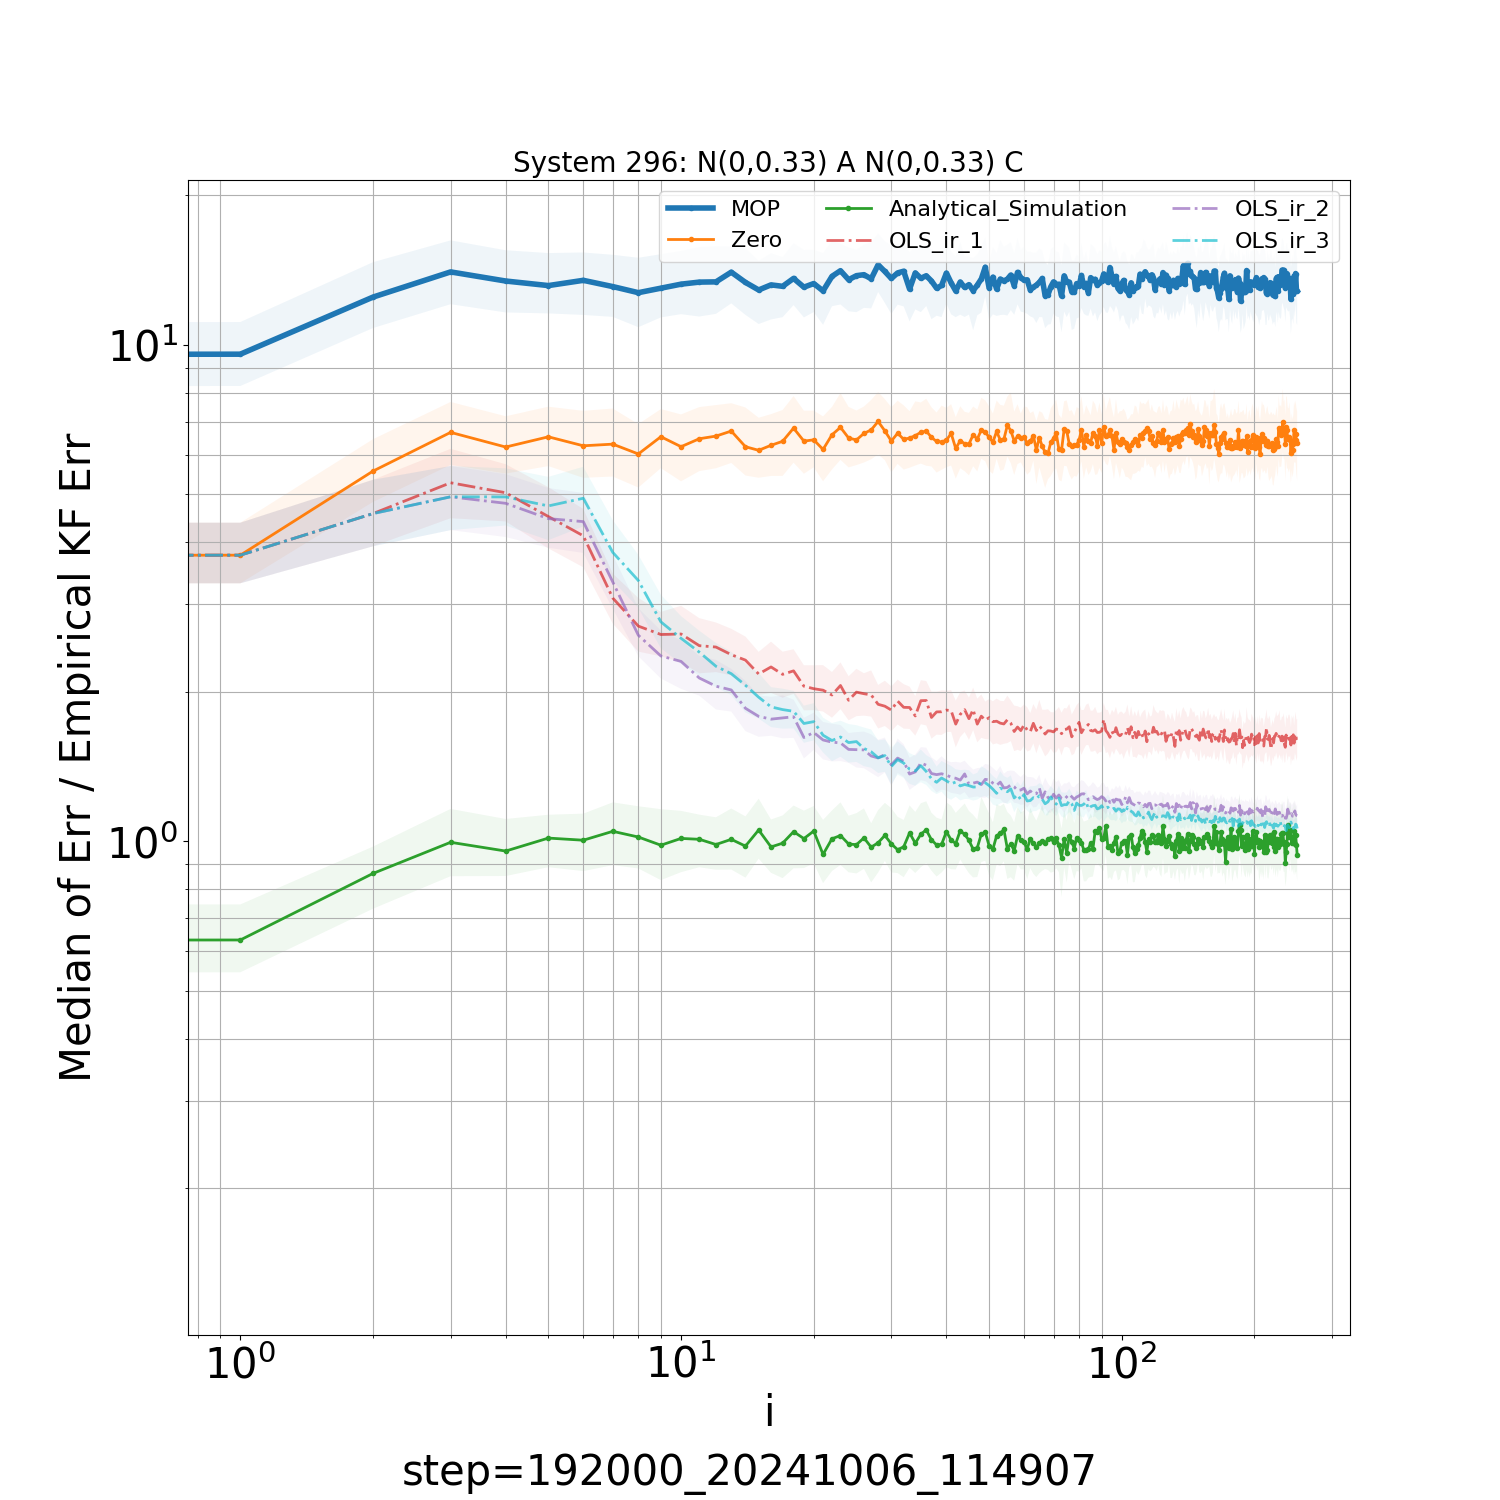 System 296: N(0,0.33) A N(0,0.33) C
MOP
Zero
Analytical_Simulation
OLS_ir_1
OLS_ir_2
OLS_ir_3
Median of Err / Empirical KF Err
10¹
10⁰
10⁰
10¹
10²
i
step=192000_20241006_114907